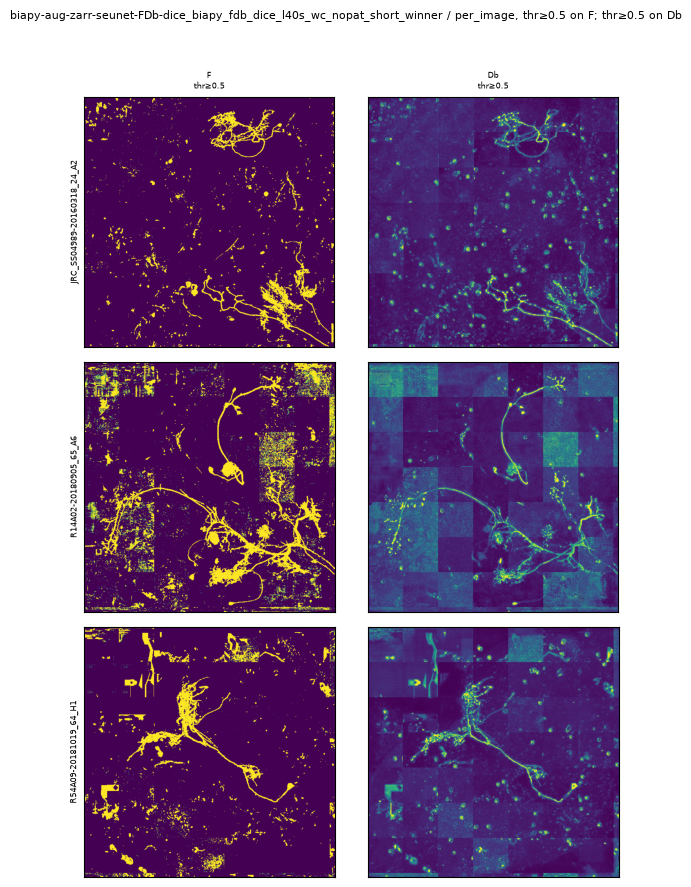 biapy-aug-zarr-seunet-FDb-dice_biapy_fdb_dice_l40s_wc_nopat_short_winner / per_image, thr≥0.5 on F; thr≥0.5 on Db
F
thr≥0.5
Db
thr≥0.5
JRC_SS04989-20160318_24_A2
R14A02-20180905_65_A6
R54A09-20181019_64_H1